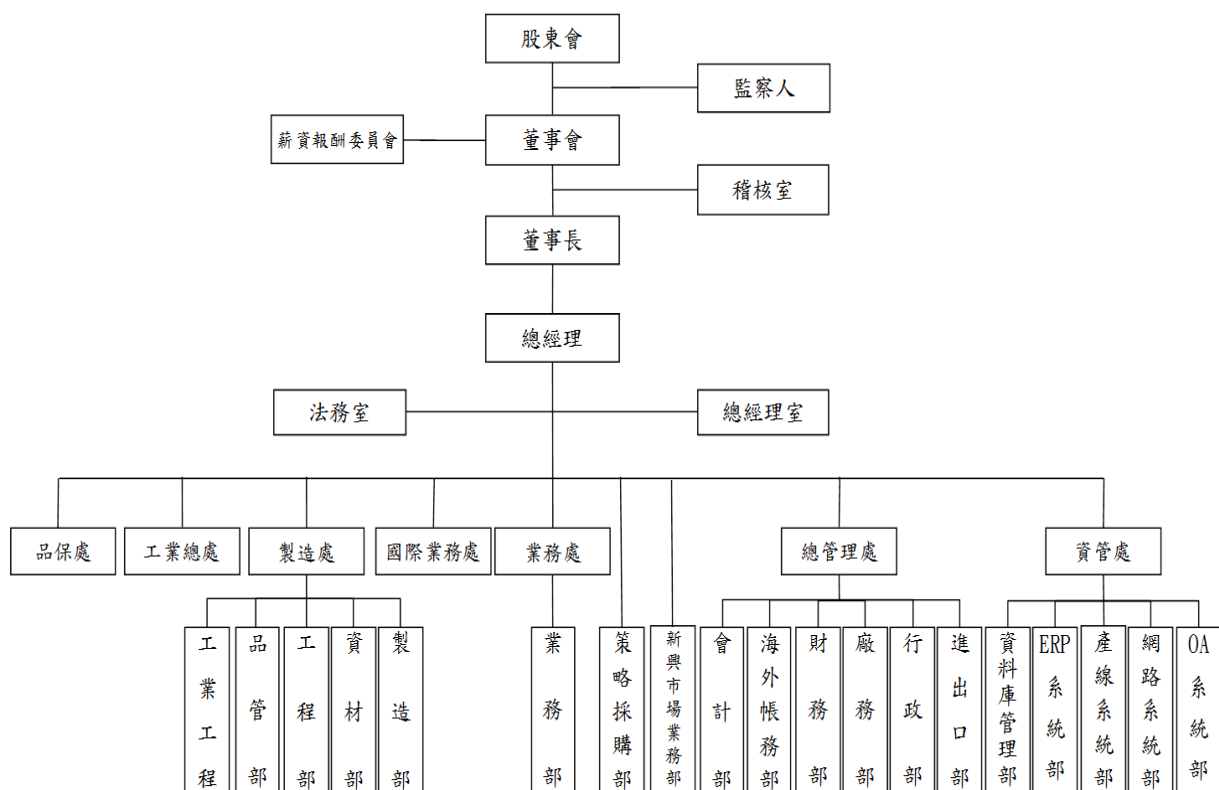 股東會
監察人
薪資報酬委員會
董事會
稽核室
董事長
總經理
法務室
總經理室
品保處
工業總處
製造處
國際業務處
業務處
總管理處
資管處
工業工程
品管部
工程部
資材部
製造部
業務部
策略採購部
新興市場業務部
會計部
海外帳務部
財務部
廠務部
行政部
進出口部
資料庫管理部
ERP系統部
產線系統部
網路系統部
OA系統部